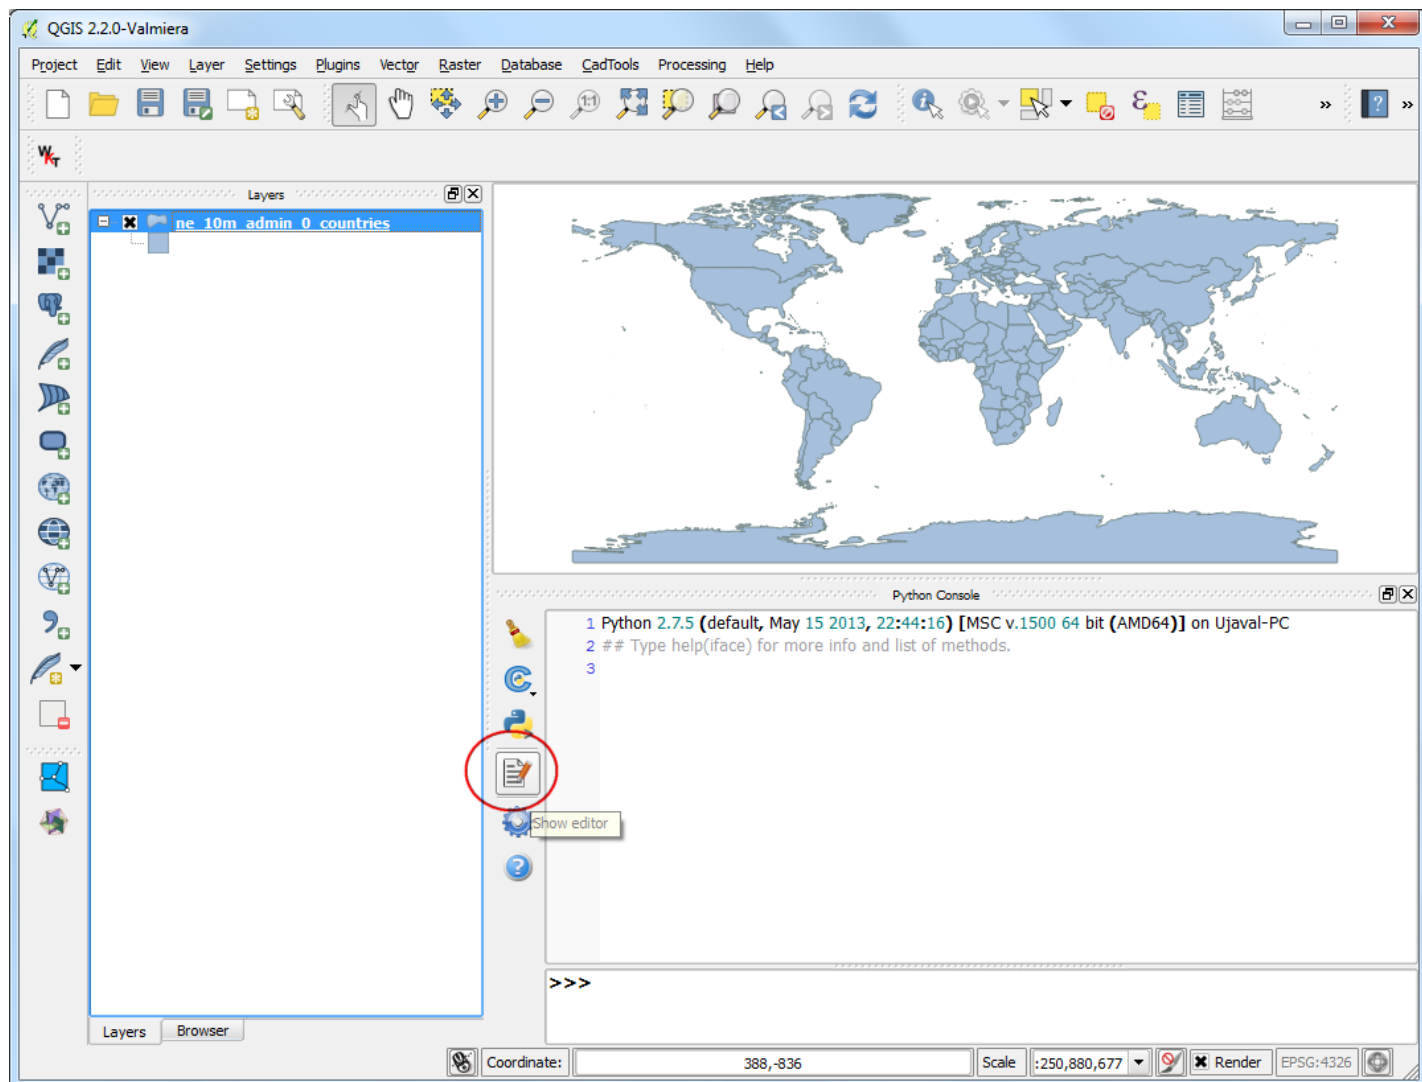 QGIS 2.2.0-Valmiera
Project Edit View Layer Settings Plugins Vector Raster Database CadTools Processing Help
1:1
»
?
»
WKT
Layers
ne_10m_admin_0_countries
Python Console
1 Python 2.7.5 (default, May 15 2013, 22:44:16) [MSC v.1500 64 bit (AMD64)] on Ujaval-PC
2 ## Type help(iface) for more info and list of methods.
3
Show editor
?
>>>
Layers Browser
Coordinate: 388,-836 Scale :250,880,677 Render EPSG:4326